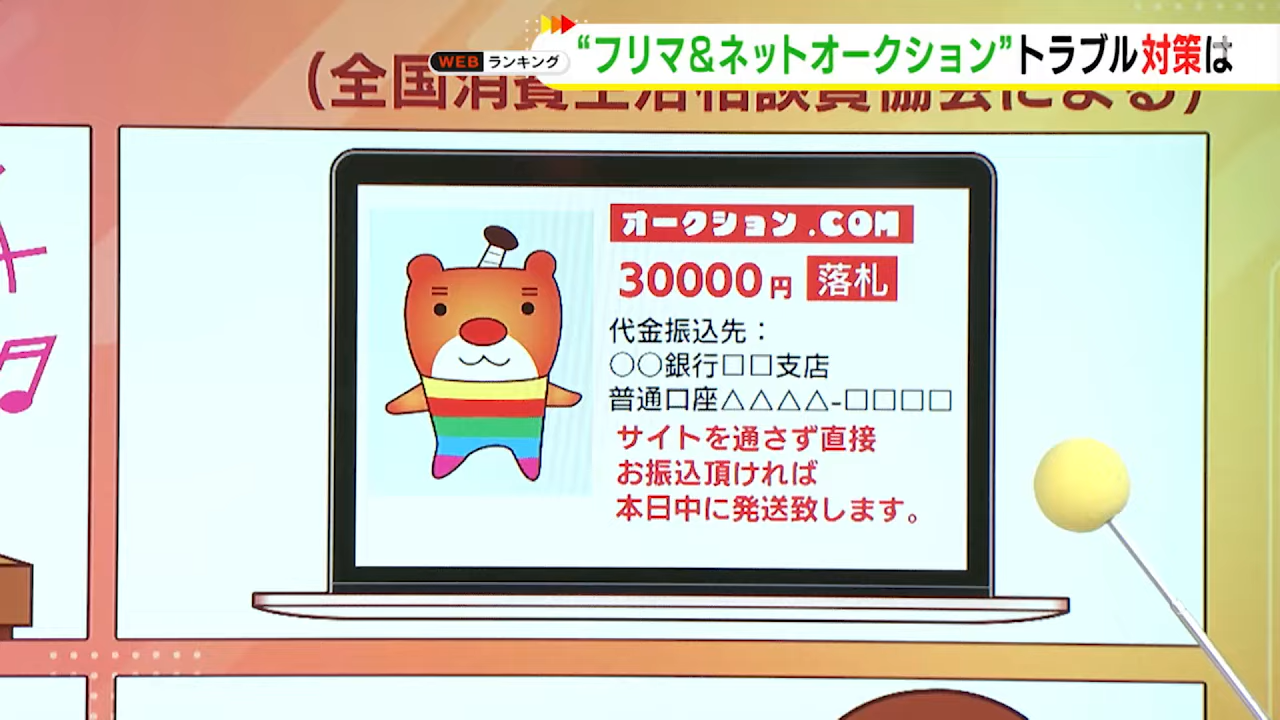 WEB ランキング
“フリマ&ネットオークション”トラブル対策は
(全国消費生活相談員協会による)
オークション.COM
30000円 落札
代金振込先：
○○銀行□□支店
普通口座△△△△-□□□□
サイトを通さず直接
お振込頂ければ
本日中に発送致します。